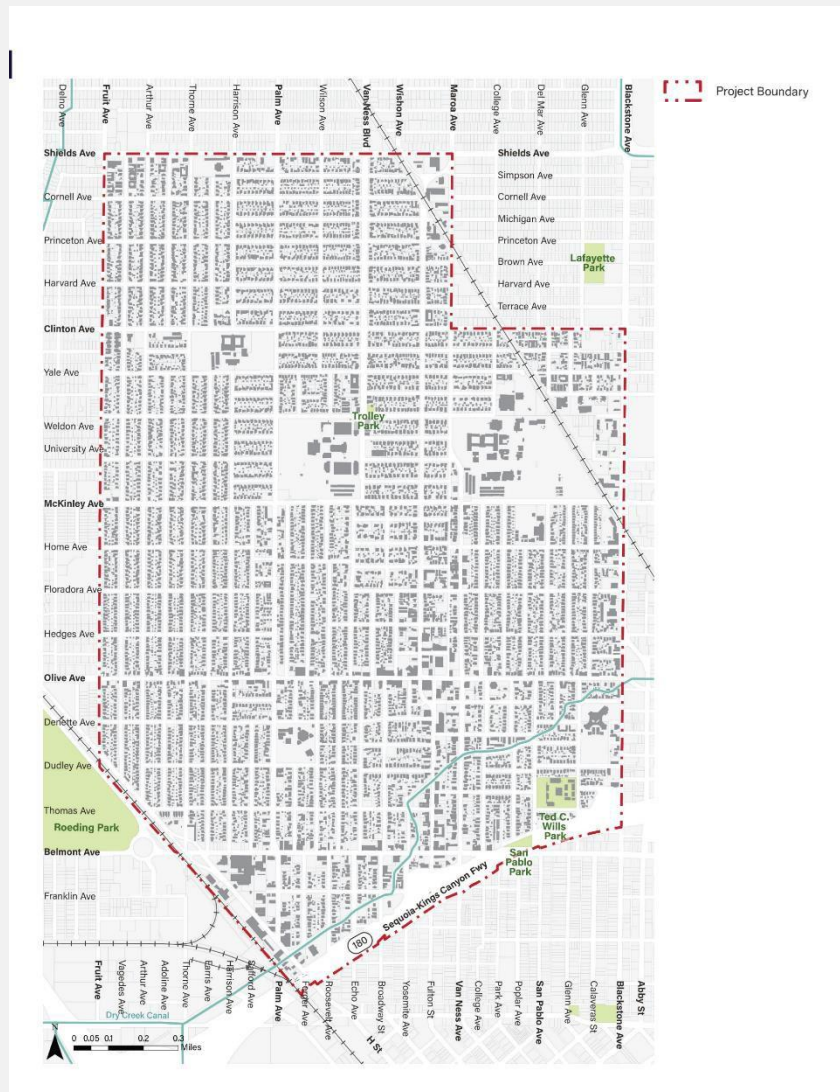 Project Boundary
Delno Ave
Fruit Ave
Arthur Ave
Thorne Ave
Harrison Ave
Palm Ave
Wilson Ave
Van Ness Blvd
Wishon Ave
Maroa Ave
College Ave
Del Mar Ave
Glenn Ave
Blackstone Ave
Shields Ave
Cornell Ave
Princeton Ave
Harvard Ave
Clinton Ave
Yale Ave
Weldon Ave
University Ave
McKinley Ave
Home Ave
Floradora Ave
Hedges Ave
Olive Ave
Denette Ave
Dudley Ave
Thomas Ave
Roeding Park
Belmont Ave
Franklin Ave
Shields Ave
Simpson Ave
Cornell Ave
Michigan Ave
Princeton Ave
Brown Ave
Harvard Ave
Terrace Ave
Lafayette
Park
Trolley
Park
Ted C.
Wills
Park
San
Pablo
Park
Sequoia-Kings Canyon Fwy
180
Fruit Ave
Vagedes Ave
Arthur Ave
Adoline Ave
Thorne Ave
Farris Ave
Harrison Ave
Safford Ave
Palm Ave
Ferger Ave
Roosevelt Ave
Echo Ave
Broadway St
Yosemite Ave
Fulton St
Van Ness Ave
College Ave
Park Ave
Poplar Ave
San Pablo Ave
Glenn Ave
Calaveras St
Blackstone Ave
Abby St
Dry Creek Canal
H St
N
0 0.05 0.1 0.2 0.3
Miles